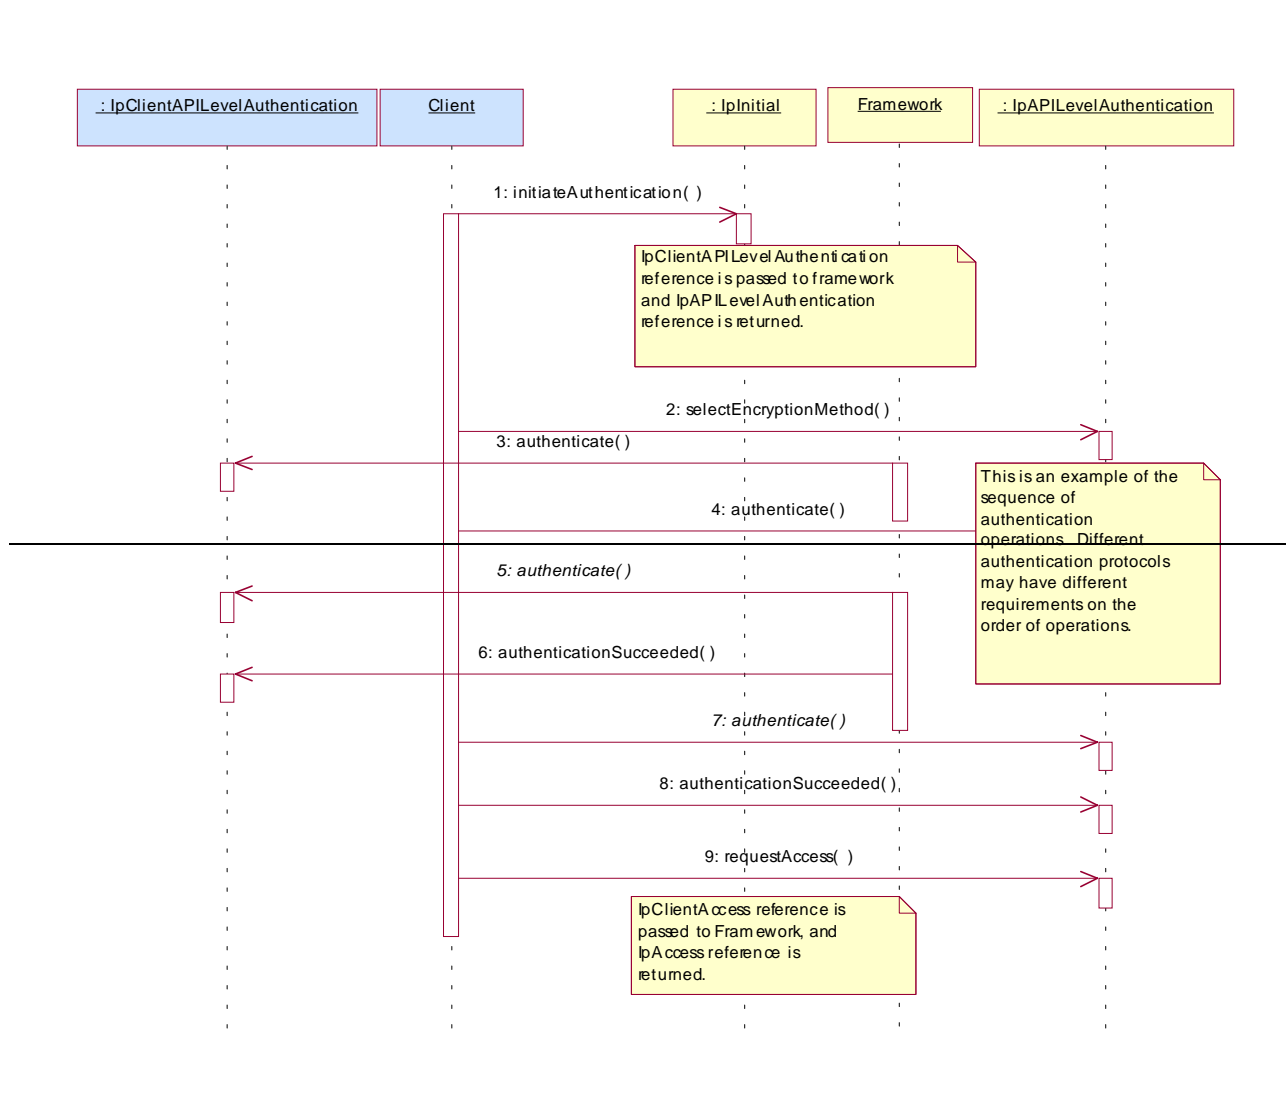 : IpClientAPILevelAuthentication
Client
: IpInitial
Framework
: IpAPILevelAuthentication
1: initiateAuthentication( )
IpClientAPILevelAuthentication
reference is passed to framework
and IpAPILevelAuthentication
reference is returned.
2: selectEncryptionMethod( )
3: authenticate( )
This is an example of the
sequence of
authentication
operations. Different
authentication protocols
may have different
requirements on the
order of operations.
4: authenticate( )
5: authenticate( )
6: authenticationSucceeded( )
7: authenticate( )
8: authenticationSucceeded( )
9: requestAccess( )
IpClientAccess reference is
passed to Framework, and
IpAccess reference is
returned.